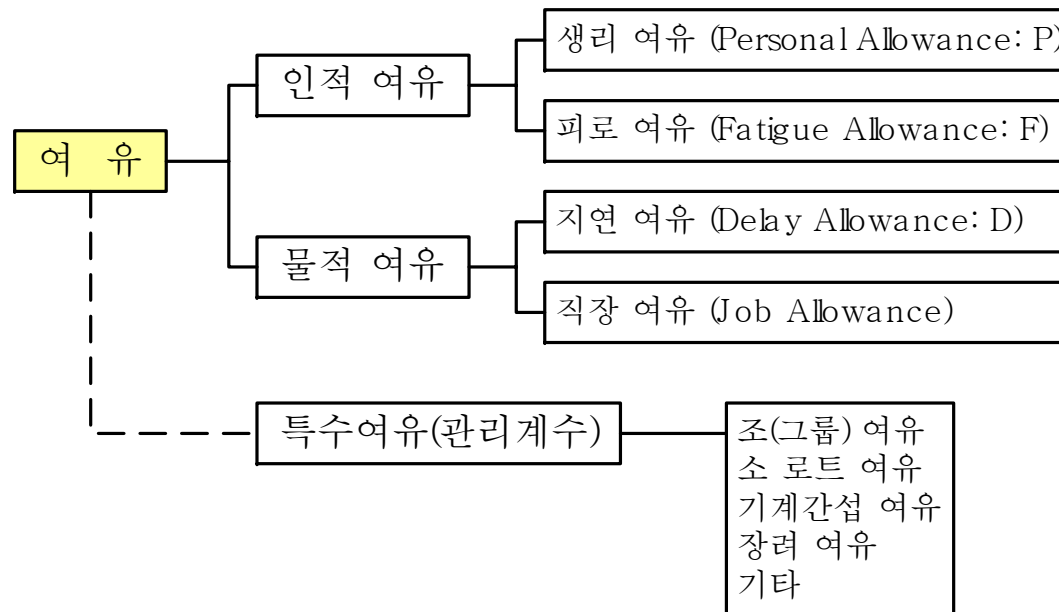 생리 여유 (Personal Allowance: P)
인적 여유
피로 여유 (Fatigue Allowance: F)
여 유
지연 여유 (Delay Allowance: D)
물적 여유
직장 여유 (Job Allowance)
특수여유(관리계수)
조(그룹) 여유
소 로트 여유
기계간섭 여유
장려 여유
기타